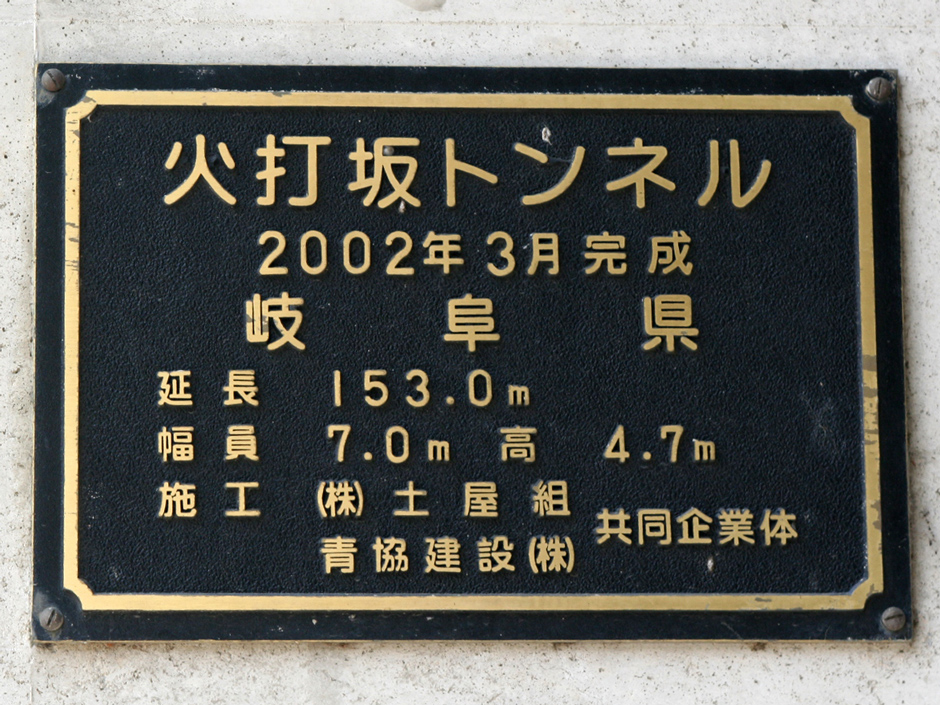 火打坂トンネル
2002年3月完成
岐阜県
延長 153.0m
幅員 7.0m 高 4.7m
施工 (株)土屋組
青協建設(株) 共同企業体